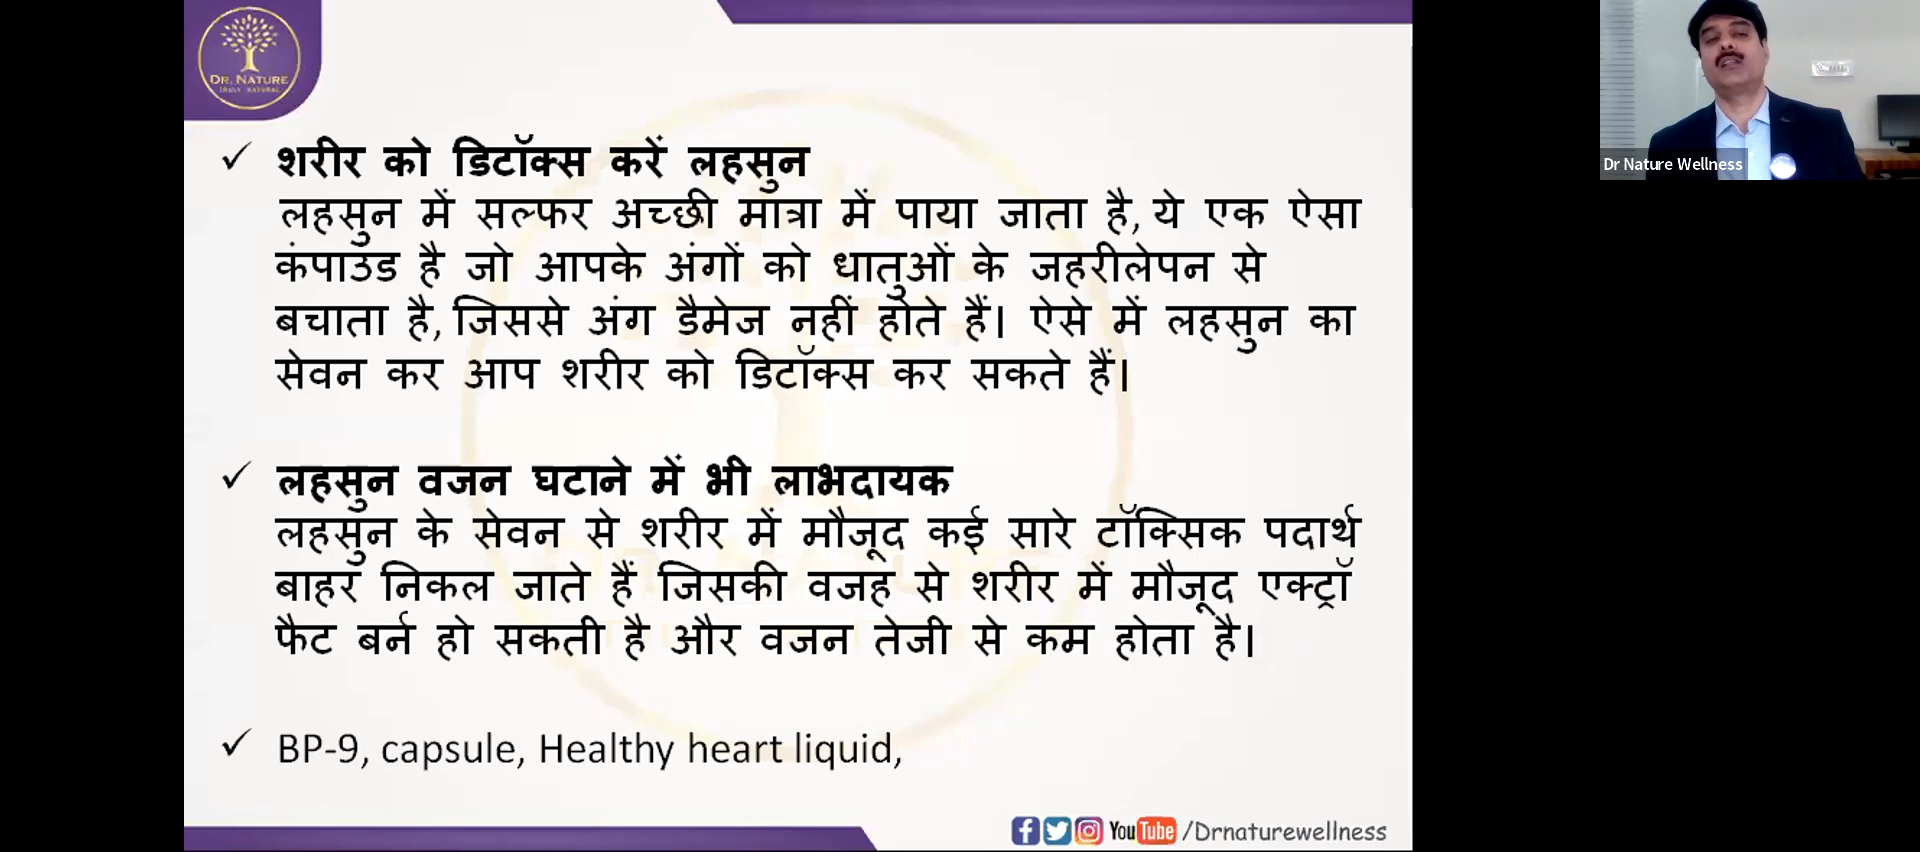 DR. NATURE
TRULY NATURAL
✓ शरीर को डिटॉक्स करें लहसुन
लहसुन में सल्फर अच्छी मात्रा में पाया जाता है, ये एक ऐसा
कंपाउंड है जो आपके अंगों को धातुओं के जहरीलेपन से
बचाता है, जिससे अंग डैमेज नहीं होते हैं। ऐसे में लहसुन का
सेवन कर आप शरीर को डिटॉक्स कर सकते हैं।
✓ लहसुन वजन घटाने में भी लाभदायक
लहसुन के सेवन से शरीर में मौजूद कई सारे टॉक्सिक पदार्थ
बाहर निकल जाते हैं जिसकी वजह से शरीर में मौजूद एक्ट्रॉ
फैट बर्न हो सकती है और वजन तेजी से कम होता है।
✓ BP-9, capsule, Healthy heart liquid,
YouTube /Drnaturewellness
Dr Nature Wellness